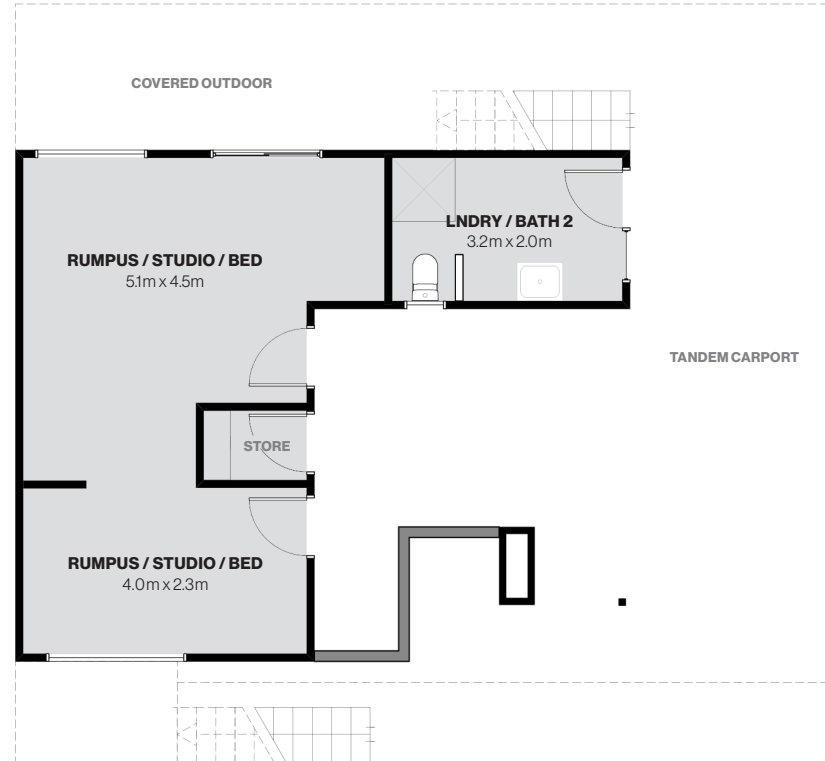 COVERED OUTDOOR
LNDRY / BATH 2
3.2m x 2.0m
RUMPUS / STUDIO / BED
5.1m x 4.5m
TANDEM CARPORT
STORE
RUMPUS / STUDIO / BED
4.0m x 2.3m